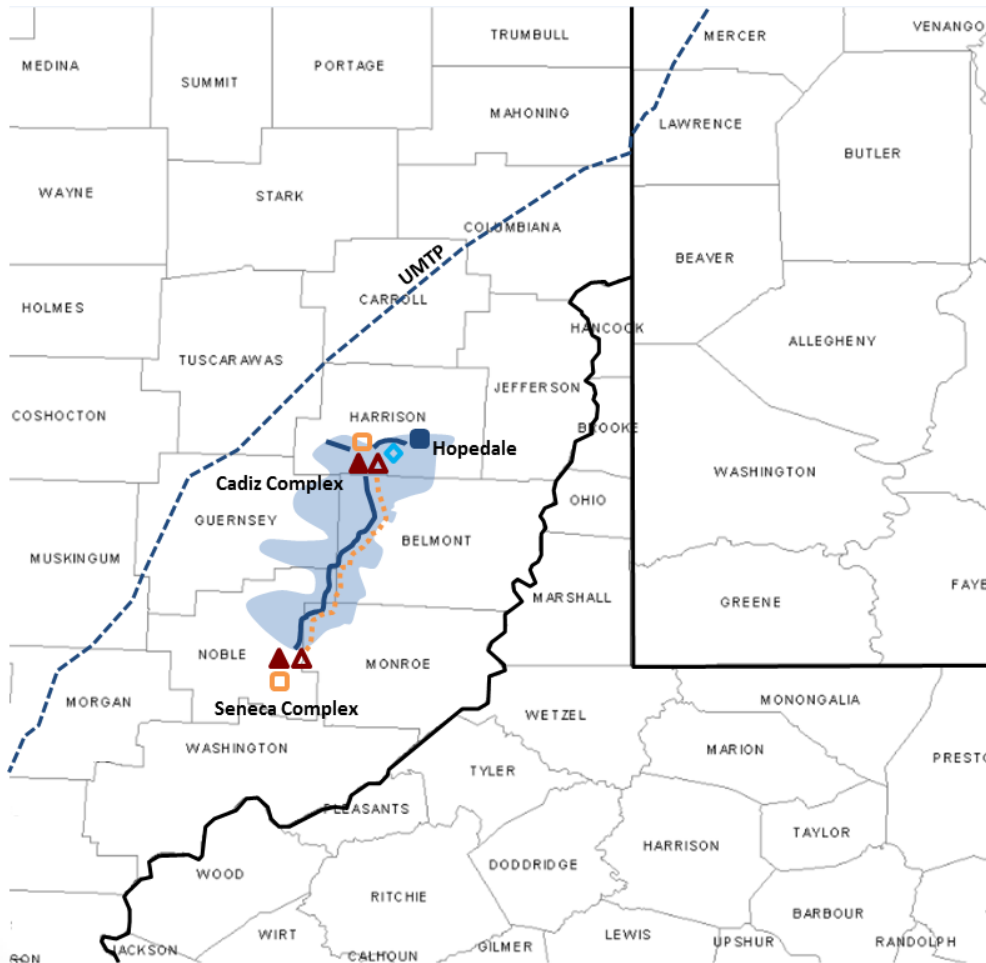 TRUMBULL
MERCER
VENANGO
MEDINA
SUMMIT
PORTAGE
MAHONING
LAWRENCE
BUTLER
WAYNE
STARK
COLUMBIANA
BEAVER
UMTP
HOLMES
CARROLL
HANCOCK
ALLEGHENY
TUSCARAWAS
JEFFERSON
COSHOCTON
HARRISON
BROOKE
Hopedale
WASHINGTON
Cadiz Complex
OHIO
GUERNSEY
BELMONT
MUSKINGUM
MARSHALL
FAYE
GREENE
NOBLE
MONROE
MORGAN
MONONGALIA
Seneca Complex
WETZEL
WASHINGTON
MARION
PRESTO
TYLER
PLEASANTS
TAYLOR
HARRISON
DODDRIDGE
WOOD
RITCHIE
BARBOUR
WIRT
LEWIS
UPSHUR
RANDOLPH
JACKSON
GILMER
CALHOUN
SON